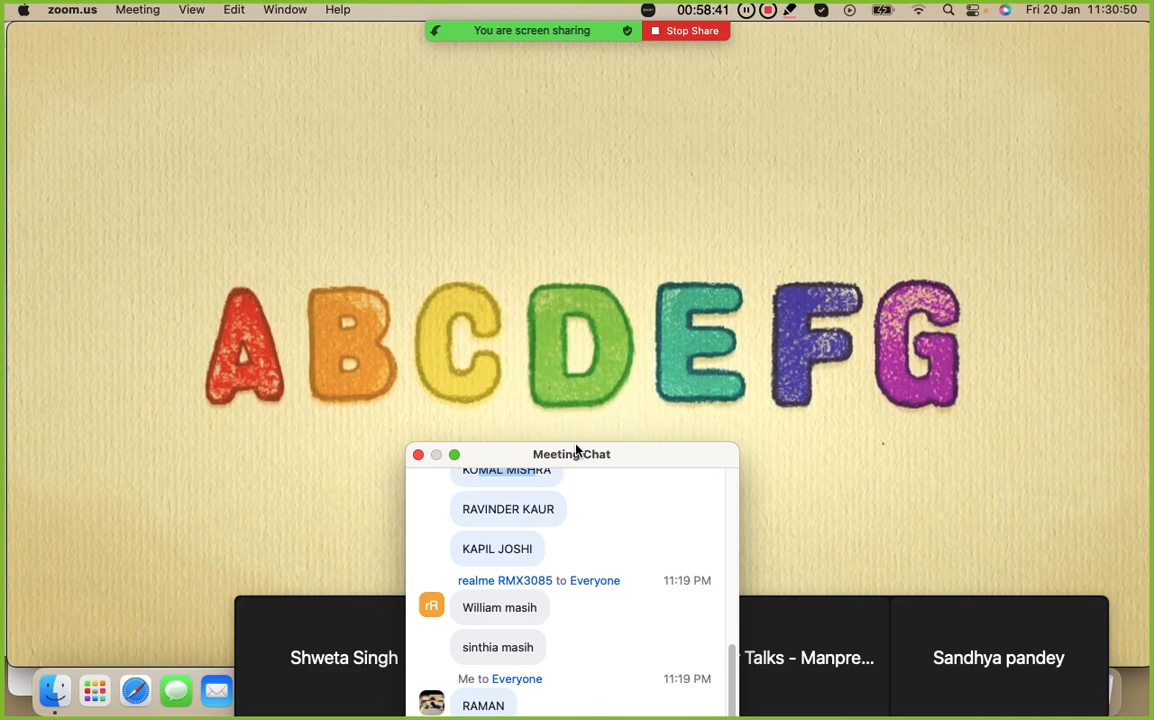 zoom.us Meeting View Edit Window Help 00:58:41 Fri 20 Jan 11:30:50
You are screen sharing Stop Share
A B C D E F G
Meeting Chat
KOMAL MISHRA
RAVINDER KAUR
KAPIL JOSHI
realme RMX3085 to Everyone 11:19 PM
rR
William masih
sinthia masih
Me to Everyone 11:19 PM
RAMAN
Shweta Singh
Talks - Manpre...
Sandhya pandey